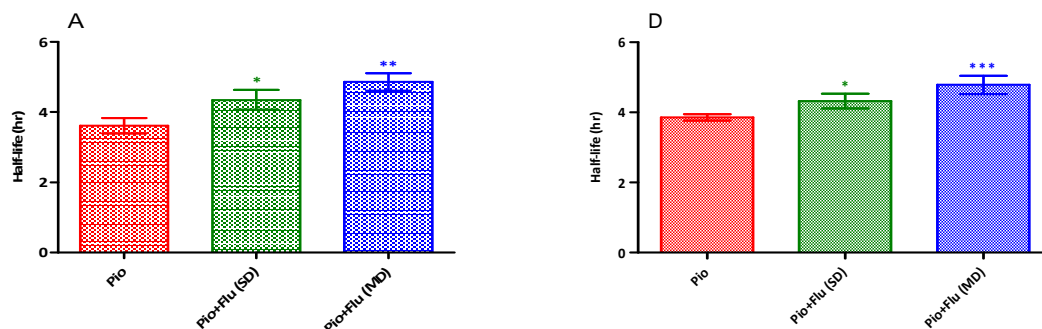 A
Half-life (hr)
6
4
2
0
*
**
Pio
Pio+Flu (SD)
Pio+Flu (MD)
D
Half-life (hr)
6
4
2
0
*
***
Pio
Pio+Flu (SD)
Pio+Flu (MD)